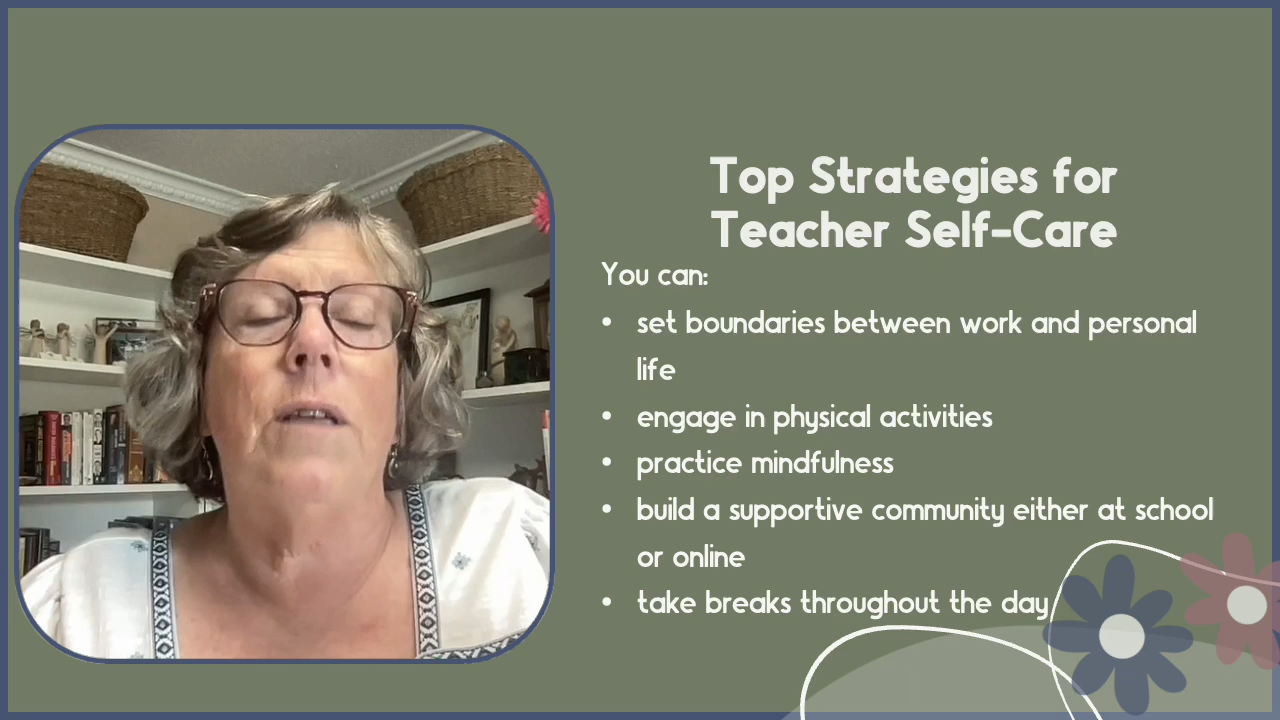 Top Strategies for
Teacher Self-Care
You can:
• set boundaries between work and personal
life
• engage in physical activities
• practice mindfulness
• build a supportive community either at school
or online
• take breaks throughout the day